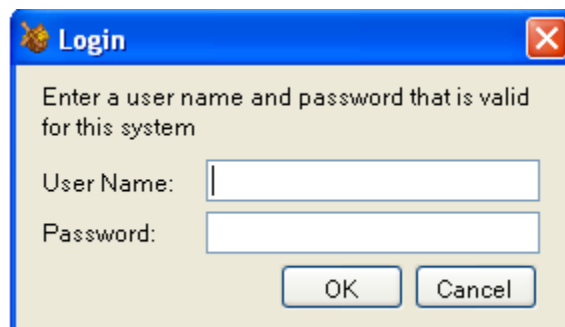 Login
Enter a user name and password that is valid
for this system
User Name:
Password:
OK Cancel